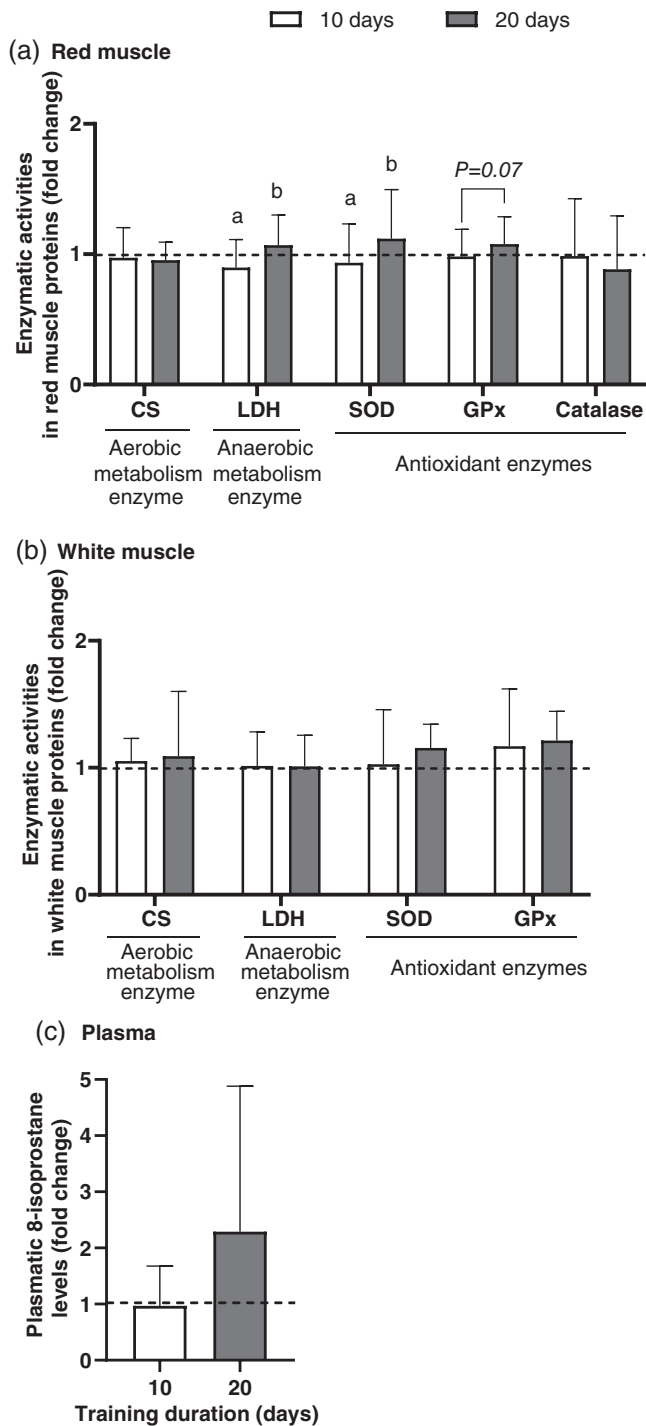 10 days 20 days
(a) Red muscle
Enzymatic activities
in red muscle proteins (fold change)
2
1
0
a b a b P=0.07
CS LDH SOD GPx Catalase
Aerobic
metabolism
enzyme
Anaerobic
metabolism
enzyme
Antioxidant enzymes
(b) White muscle
Enzymatic activities
in white muscle proteins (fold change)
2
1
0
CS LDH SOD GPx
Aerobic
metabolism
enzyme
Anaerobic
metabolism
enzyme
Antioxidant enzymes
(c) Plasma
Plasmatic 8-isoprostane
levels (fold change)
5
4
3
2
1
0
10 20
Training duration (days)